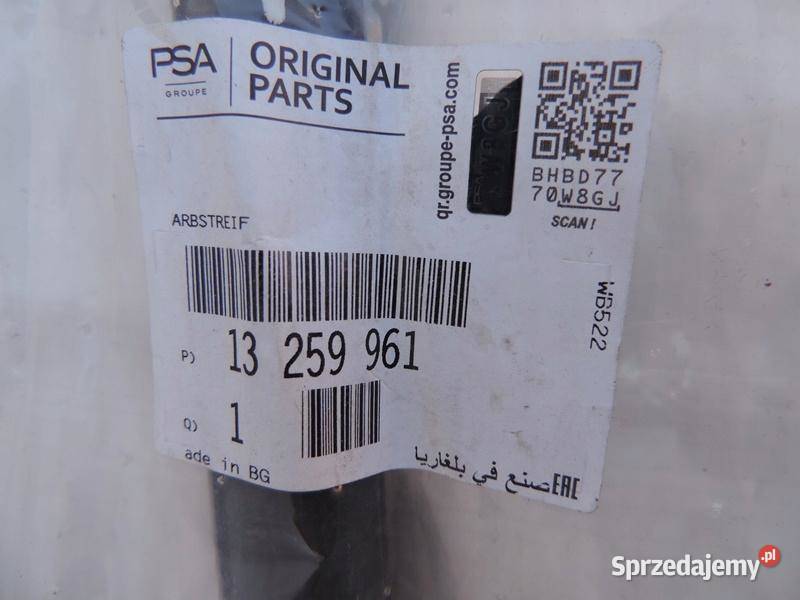 PSA
GROUPE
ORIGINAL
PARTS
qr.groupe-psa.com
W8GJ
BHBD77
70W8GJ
SCAN!
ARBSTREIF
WB522
P) 13 259 961
Q) 1
ade in BG
صنع في بلغاريا
EAC
Sprzedajemy.pl